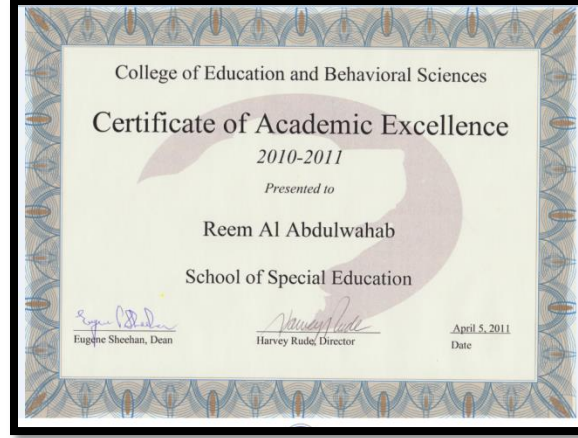 College of Education and Behavioral Sciences
Certificate of Academic Excellence
2010-2011
Presented to
Reem Al Abdulwahab
School of Special Education
Eugene Sheehan, Dean
Harvey Rude, Director
April 5, 2011
Date